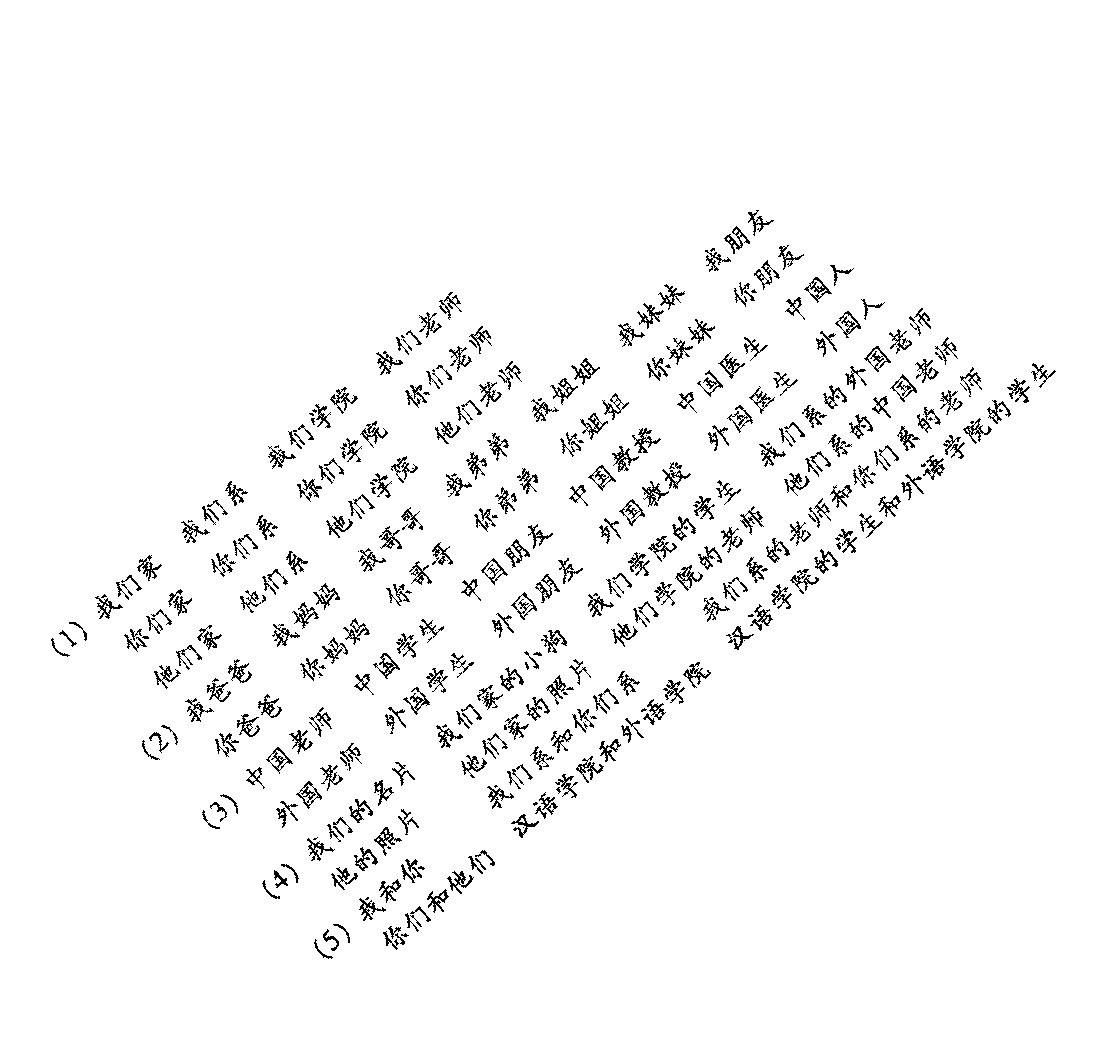 (1) 我们家 我们系 我们学院 我们老师
你们家 你们系 你们学院 你们老师
他们家 他们系 他们学院 他们老师
(2) 我爸爸 我妈妈 我哥哥 我弟弟 我姐姐 我妹妹 我朋友
你爸爸 你妈妈 你哥哥 你弟弟 你姐姐 你妹妹 你朋友
(3) 中国老师 中国学生 中国朋友 中国教授 中国医生 中国人
外国老师 外国学生 外国朋友 外国教授 外国医生 外国人
(4) 我们的名片 我们家的小狗 我们学院的学生 我们系的外国老师
他的照片 他们家的照片 他们学院的老师 他们系的中国老师
(5) 我和你 我们系和你们系 我们系的老师和你们系的老师
你们和他们 汉语学院和外语学院 汉语学院的学生和外语学院的学生